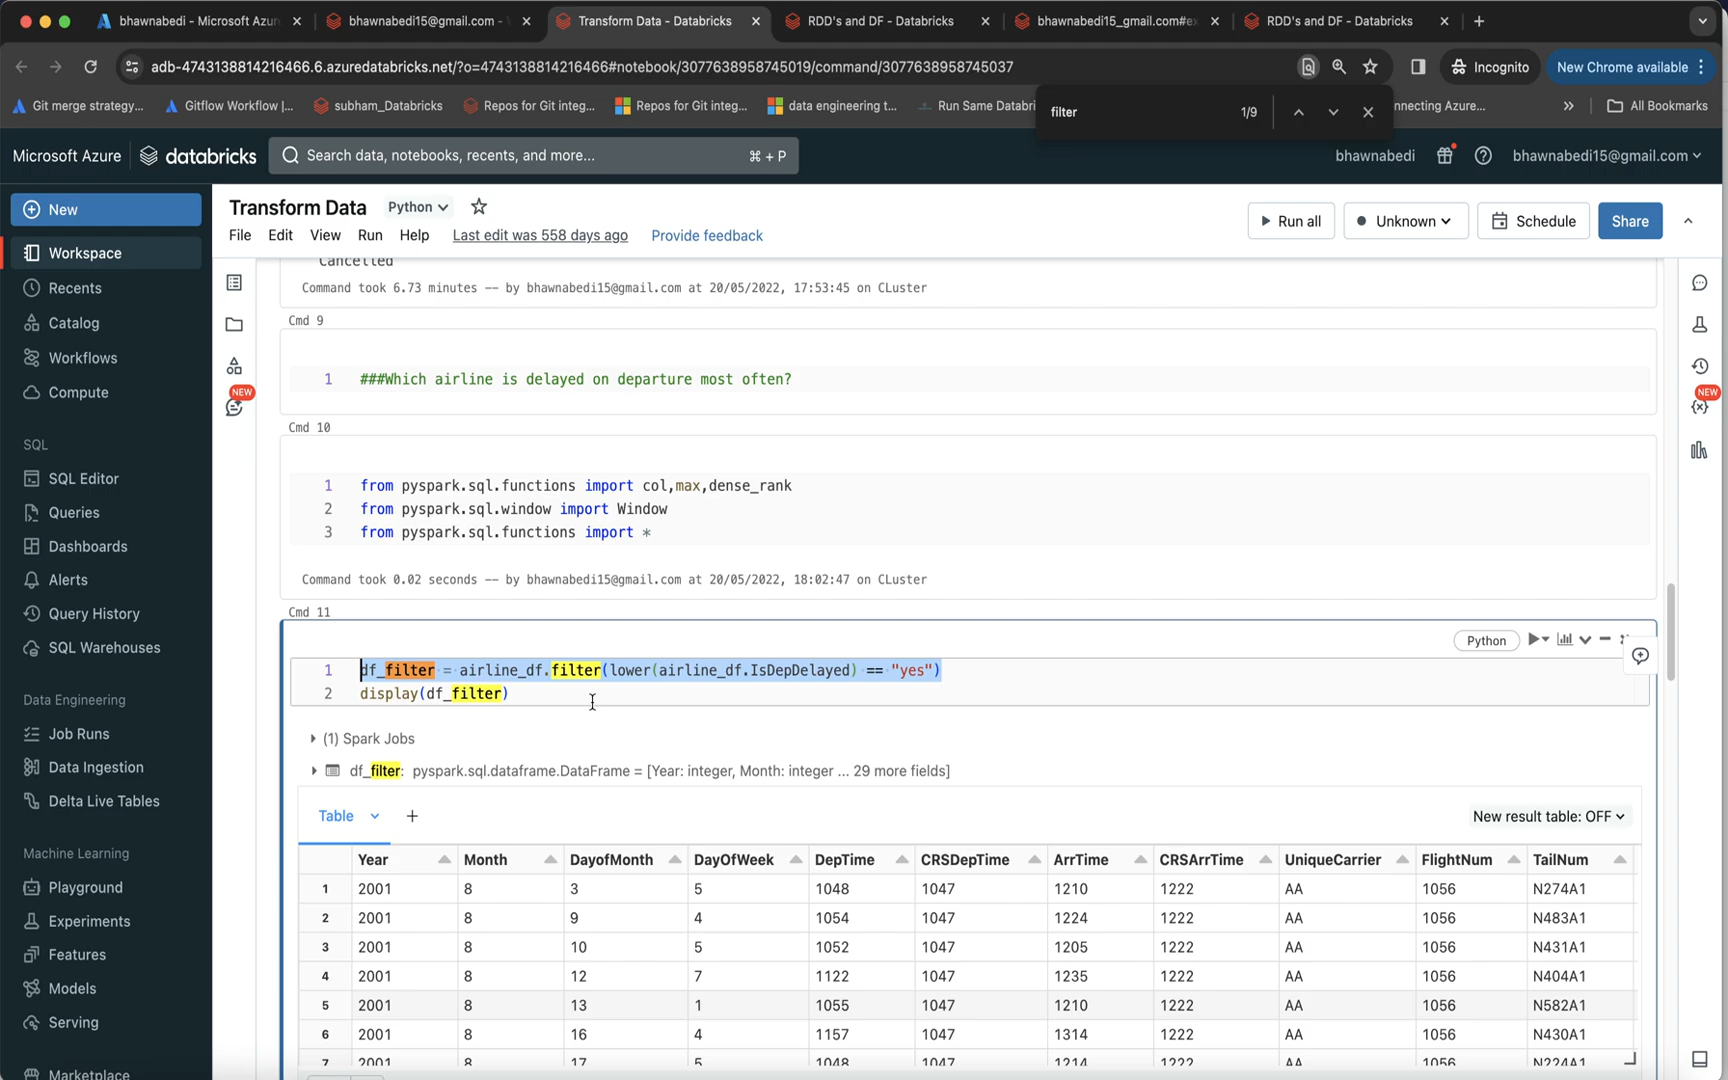 bhawnabedi - Microsoft Azur
bhawnabedi15@gmail.com -
Transform Data - Databricks
RDD's and DF - Databricks
bhawnabedi15_gmail.com#ex
RDD's and DF - Databricks
adb-4743138814216466.6.azuredatabricks.net/?o=4743138814216466#notebook/3077638958745019/command/3077638958745037
Incognito
New Chrome available
Git merge strategy...
Gitflow Workflow |...
subham_Databricks
Repos for Git integ...
Repos for Git integ...
data engineering t...
Run Same Databri
filter
1/9
nnecting Azure...
»
All Bookmarks
Microsoft Azure
databricks
Search data, notebooks, recents, and more...
⌘ + P
bhawnabedi
bhawnabedi15@gmail.com
New
Workspace
Recents
Catalog
Workflows
Compute
SQL
SQL Editor
Queries
Dashboards
Alerts
Query History
SQL Warehouses
Data Engineering
Job Runs
Data Ingestion
Delta Live Tables
Machine Learning
Playground
Experiments
Features
Models
Serving
Marketplace
Transform Data
Python
File Edit View Run Help Last edit was 558 days ago Provide feedback
Run all
Unknown
Schedule
Share
NEW
NEW
Cancelled
Command took 6.73 minutes -- by bhawnabedi15@gmail.com at 20/05/2022, 17:53:45 on CLuster
Cmd 9
1 ###Which airline is delayed on departure most often?
Cmd 10
1 from pyspark.sql.functions import col,max,dense_rank
2 from pyspark.sql.window import Window
3 from pyspark.sql.functions import *
Command took 0.02 seconds -- by bhawnabedi15@gmail.com at 20/05/2022, 18:02:47 on CLuster
Cmd 11
Python
1 df_filter = airline_df.filter(lower(airline_df.IsDepDelayed) == "yes")
2 display(df_filter)
(1) Spark Jobs
df_filter: pyspark.sql.dataframe.DataFrame = [Year: integer, Month: integer ... 29 more fields]
Table
+
New result table: OFF
Year Month DayofMonth DayOfWeek DepTime CRSDepTime ArrTime CRSArrTime UniqueCarrier FlightNum TailNum
1 2001 8 3 5 1048 1047 1210 1222 AA 1056 N274A1
2 2001 8 9 4 1054 1047 1224 1222 AA 1056 N483A1
3 2001 8 10 5 1052 1047 1205 1222 AA 1056 N431A1
4 2001 8 12 7 1122 1047 1235 1222 AA 1056 N404A1
5 2001 8 13 1 1055 1047 1210 1222 AA 1056 N582A1
6 2001 8 16 4 1157 1047 1314 1222 AA 1056 N430A1
7 2001 8 17 5 1048 1047 1214 1222 AA 1056 N224A1